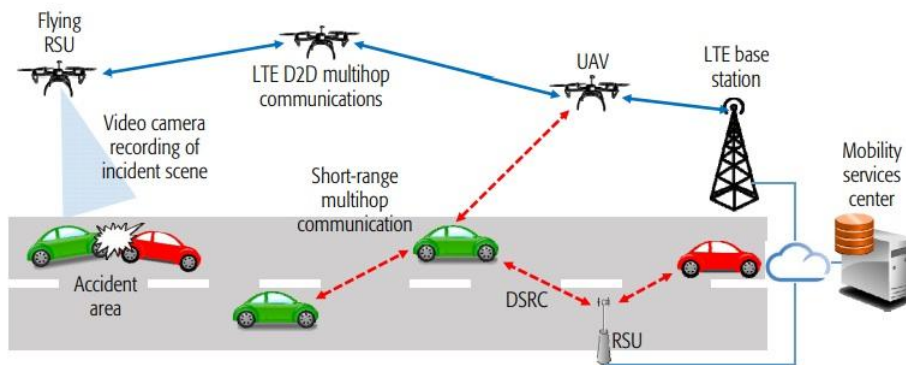 Flying
RSU
LTE D2D multihop
communications
UAV
LTE base
station
Video camera
recording of
incident scene
Short-range
multihop
communication
Mobility
services
center
Accident
area
DSRC
RSU